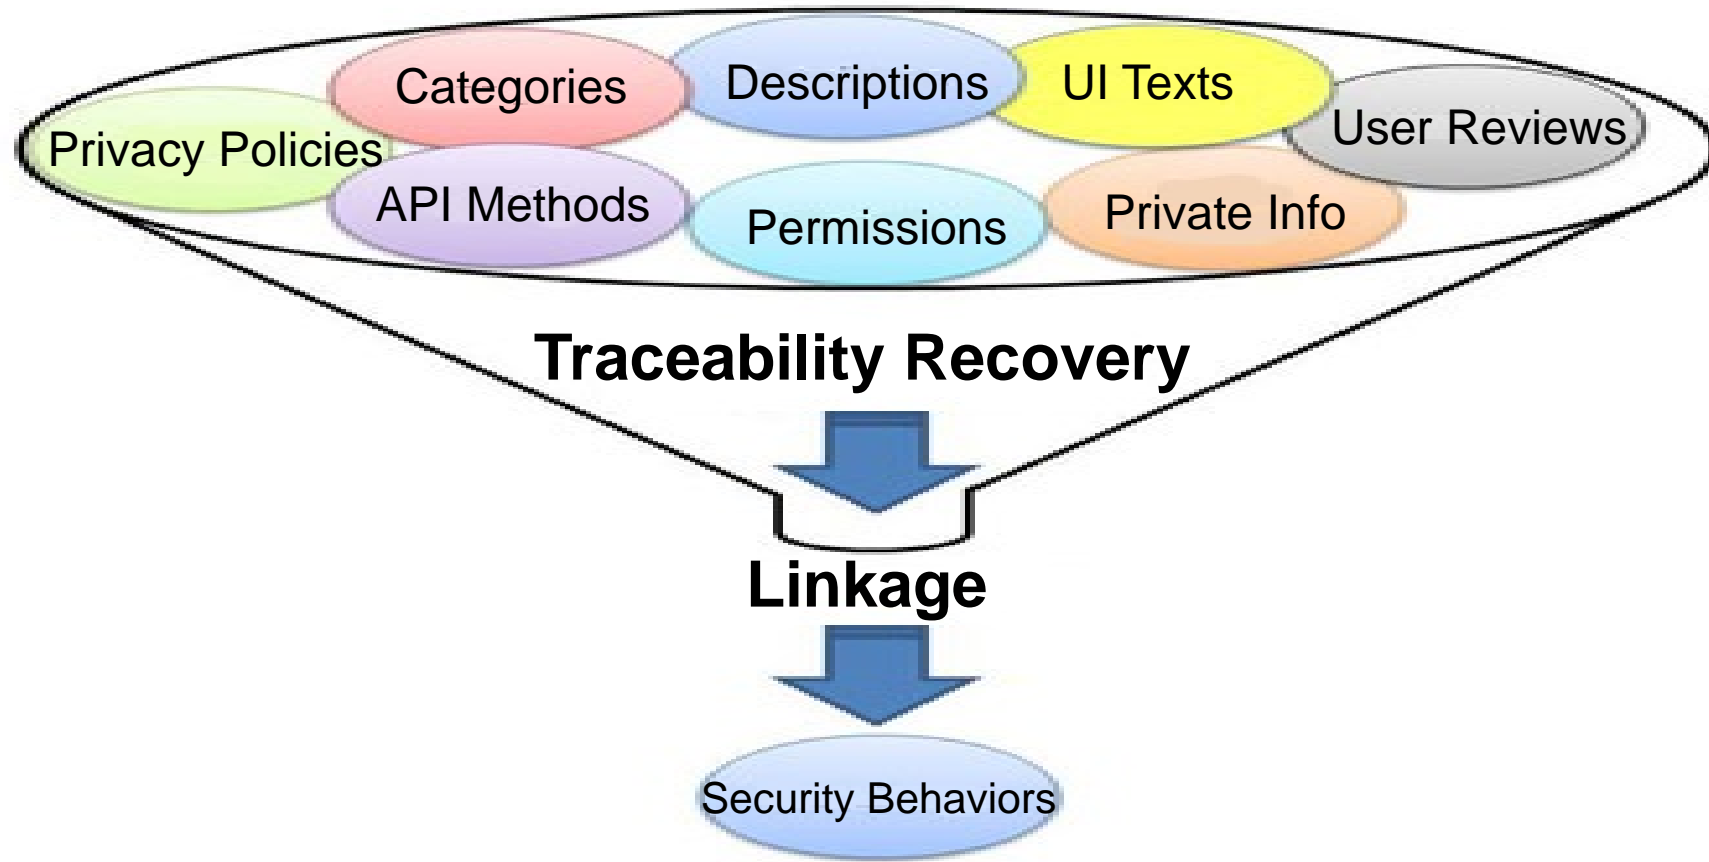 Categories
Descriptions
UI Texts
User Reviews
Privacy Policies
API Methods
Permissions
Private Info
Traceability Recovery
Linkage
Security Behaviors